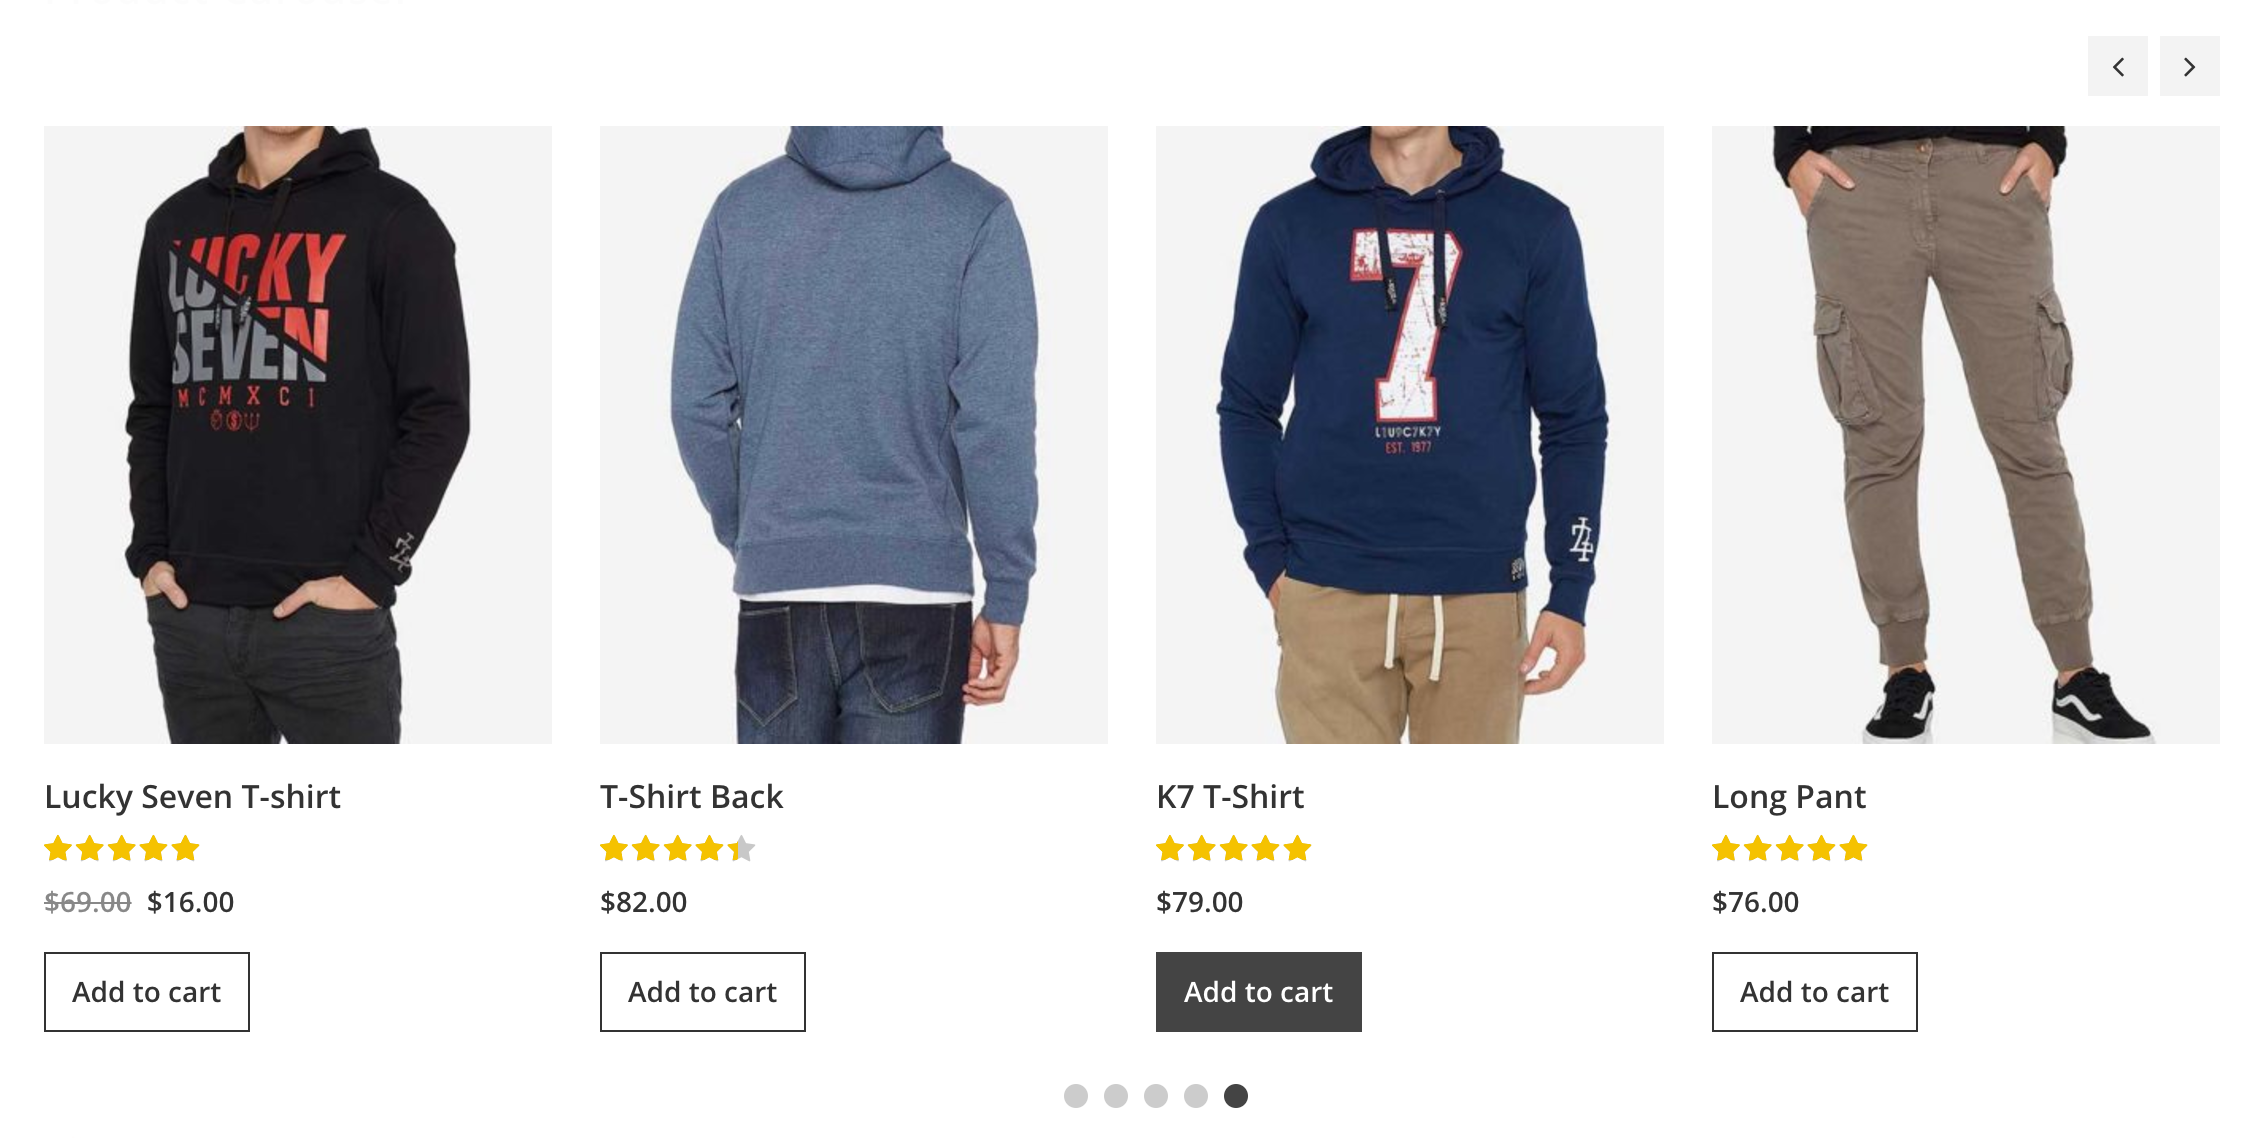 LUCKY
SEVEN
MCMXCI
7
L1U9C7K7Y
EST. 1977
Lucky Seven T-shirt
T-Shirt Back
K7 T-Shirt
Long Pant
$69.00 $16.00
$82.00
$79.00
$76.00
Add to cart
Add to cart
Add to cart
Add to cart